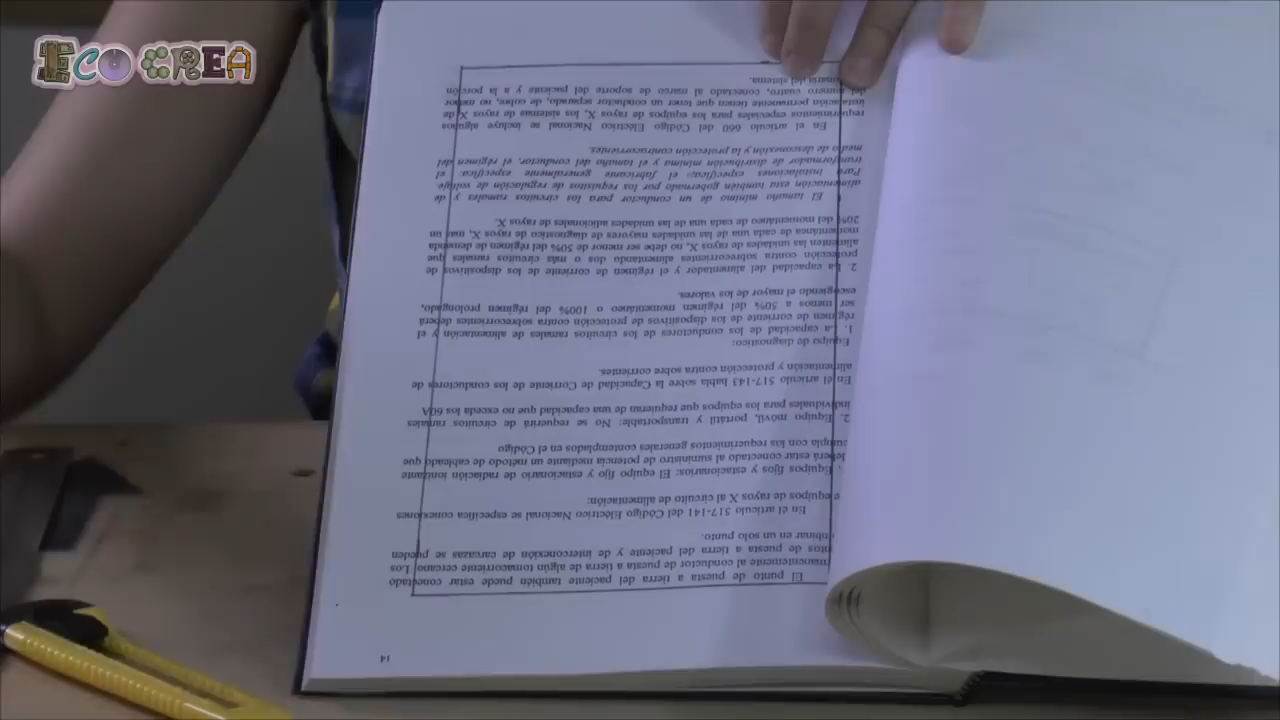 ECO CREA
El punto de puesta a tierra del paciente también puede estar conectado
manentemente al conductor de puesta a tierra de algún tomacorriente cercano. Los
ntos de puesta a tierra del paciente y de interconexión de carcazas se pueden
binar en un solo punto.
En el artículo 517-141 del Código Eléctrico Nacional se especifica conexiones
e equipos de rayos X al circuito de alimentación:
. Equipos fijos y estacionarios: El equipo fijo y estacionario de radiación ionizante
deberá estar conectado al suministro de potencia mediante un método de cableado que
cumpla con los requerimientos generales contemplados en el Código
2. Equipo móvil, portátil y transportable: No se requerirá de circuitos ramales
individuales para los equipos que requieran de una capacidad que no exceda los 60A
En el artículo 517-143 habla sobre la Capacidad de Corriente de los conductores de
alimentación y protección contra sobre corrientes.
Equipo de diagnostico:
1. La capacidad de los conductores de los circuitos ramales de alimentación y el
régimen de corriente de los dispositivos de protección contra sobrecorrientes deberá
ser menos a 50% del régimen momentáneo o 100% del régimen prolongado,
escogiendo el mayor de los valores.
2. La capacidad del alimentador y el régimen de corriente de los dispositivos de
protección contra sobrecorrientes alimentando dos o más circuitos ramales que
alimenten las unidades de rayos X, no debe ser menor de 50% del régimen de demanda
momentánea de cada una de las unidades mayores de diagnostico de rayos X, mas un
20% del momentáneo de cada una de las unidades adicionales de rayos X.
El tamaño mínimo de un conductor para los circuitos ramales y de
alimentación esta también gobernado por los requisitos de regulación de voltaje
Para instalaciones específicas el fabricante generalmente especifica: el
transformador de distribución mínima y el tamaño del conductor, el régimen del
medio de desconexión y la protección contracorrientes.
En el artículo 660 del Código Eléctrico Nacional se incluye algunos
requerimientos especiales para los equipos de rayos X, los sistemas de rayos X de
instalación permanente tienen que tener un conductor separado, de cobre, no menor
del número cuatro, conectado al marco de soporte del paciente y a la porción
del sistema.
14